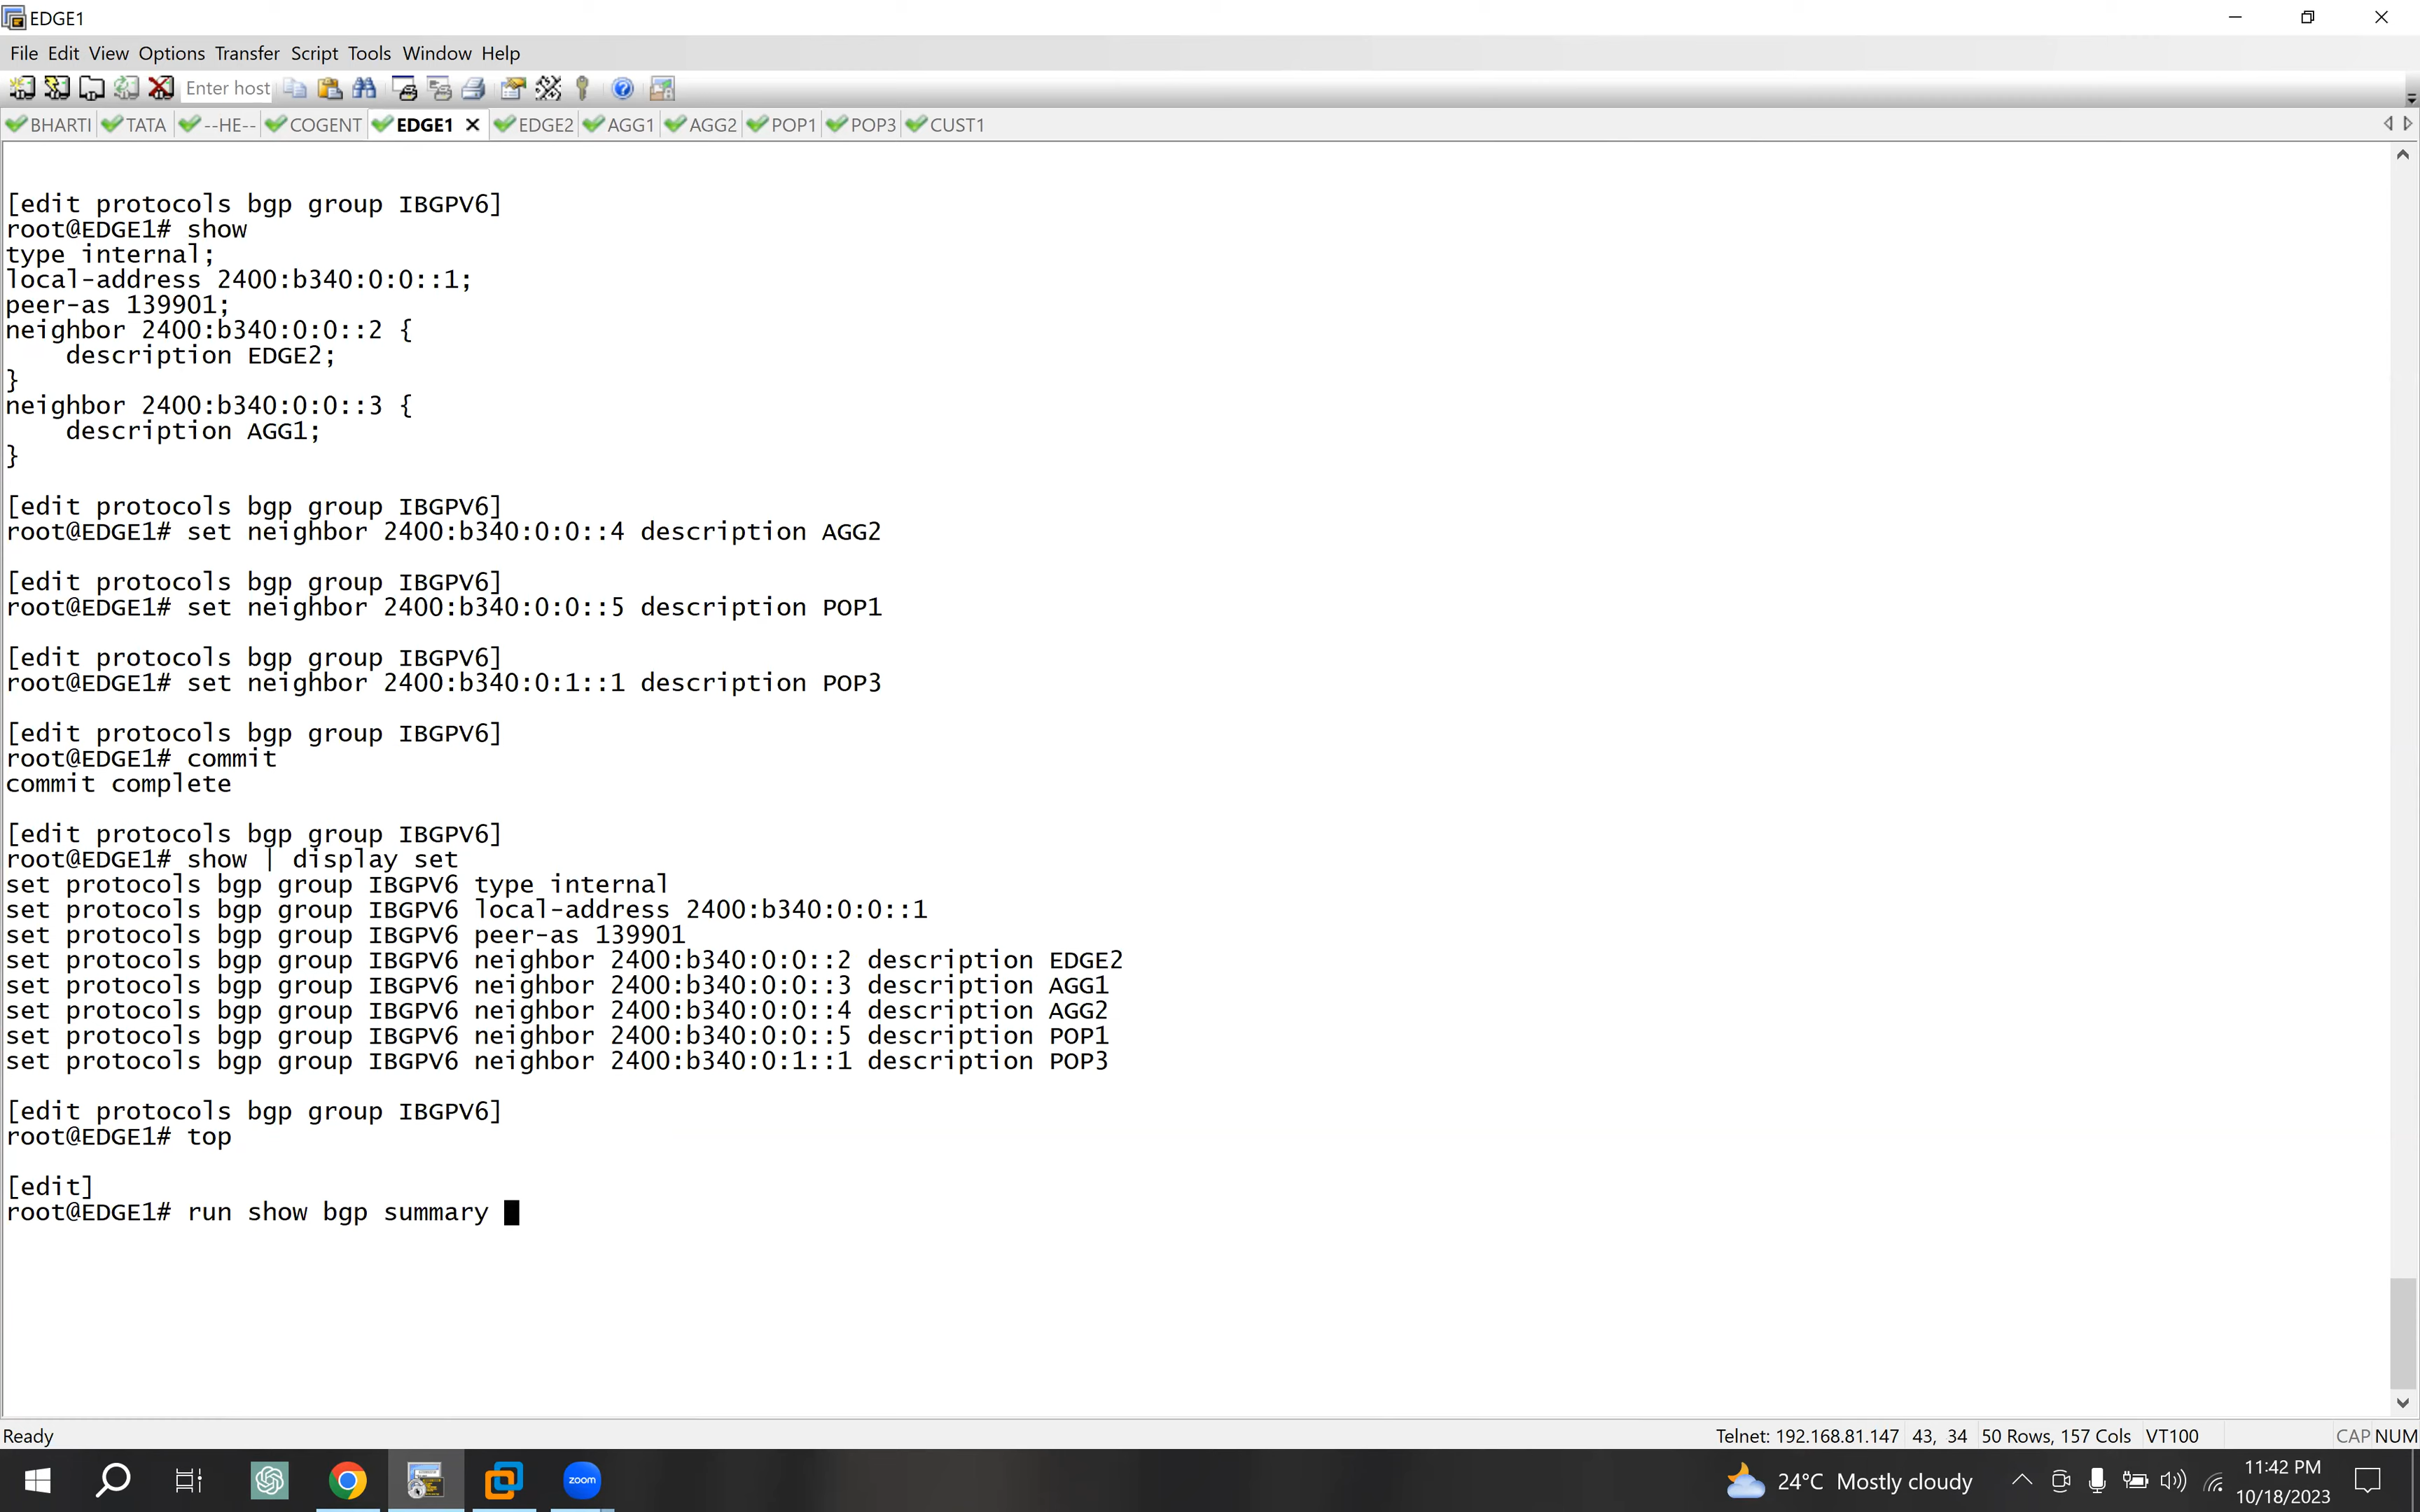 EDGE1
File Edit View Options Transfer Script Tools Window Help
Enter host
BHARTI TATA --HE-- COGENT EDGE1 EDGE2 AGG1 AGG2 POP1 POP3 CUST1
[edit protocols bgp group IBGPV6]
root@EDGE1# show
type internal;
local-address 2400:b340:0:0::1;
peer-as 139901;
neighbor 2400:b340:0:0::2 {
    description EDGE2;
}
neighbor 2400:b340:0:0::3 {
    description AGG1;
}
[edit protocols bgp group IBGPV6]
root@EDGE1# set neighbor 2400:b340:0:0::4 description AGG2
[edit protocols bgp group IBGPV6]
root@EDGE1# set neighbor 2400:b340:0:0::5 description POP1
[edit protocols bgp group IBGPV6]
root@EDGE1# set neighbor 2400:b340:0:1::1 description POP3
[edit protocols bgp group IBGPV6]
root@EDGE1# commit
commit complete
[edit protocols bgp group IBGPV6]
root@EDGE1# show | display set
set protocols bgp group IBGPV6 type internal
set protocols bgp group IBGPV6 local-address 2400:b340:0:0::1
set protocols bgp group IBGPV6 peer-as 139901
set protocols bgp group IBGPV6 neighbor 2400:b340:0:0::2 description EDGE2
set protocols bgp group IBGPV6 neighbor 2400:b340:0:0::3 description AGG1
set protocols bgp group IBGPV6 neighbor 2400:b340:0:0::4 description AGG2
set protocols bgp group IBGPV6 neighbor 2400:b340:0:0::5 description POP1
set protocols bgp group IBGPV6 neighbor 2400:b340:0:1::1 description POP3
[edit protocols bgp group IBGPV6]
root@EDGE1# top
[edit]
root@EDGE1# run show bgp summary
Ready
Telnet: 192.168.81.147 43, 34 50 Rows, 157 Cols VT100 CAP NUM
zoom
24°C Mostly cloudy
11:42 PM
10/18/2023